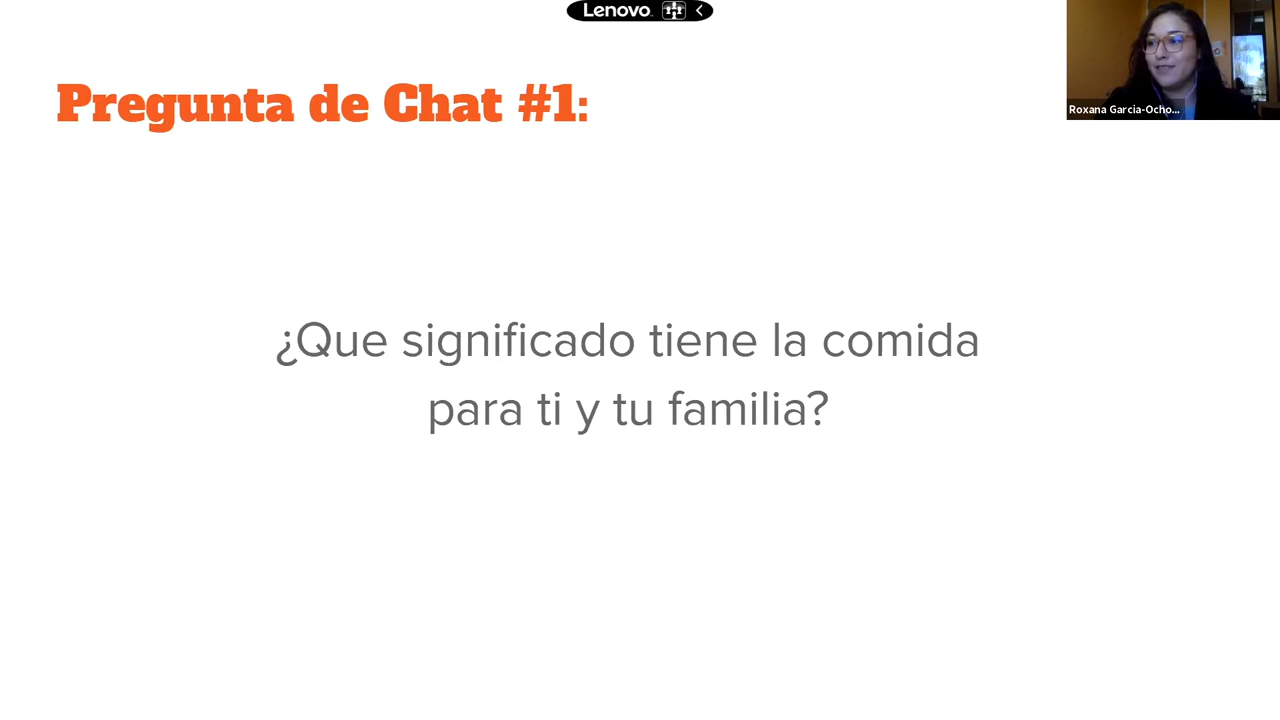 Lenovo
Pregunta de Chat #1:
Roxana Garcia-Ocho...
¿Que significado tiene la comida
para ti y tu familia?